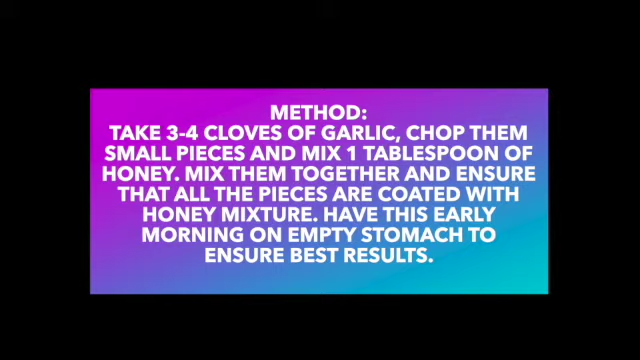 METHOD:
TAKE 3-4 CLOVES OF GARLIC, CHOP THEM
SMALL PIECES AND MIX 1 TABLESPOON OF
HONEY. MIX THEM TOGETHER AND ENSURE
THAT ALL THE PIECES ARE COATED WITH
HONEY MIXTURE. HAVE THIS EARLY
MORNING ON EMPTY STOMACH TO
ENSURE BEST RESULTS.